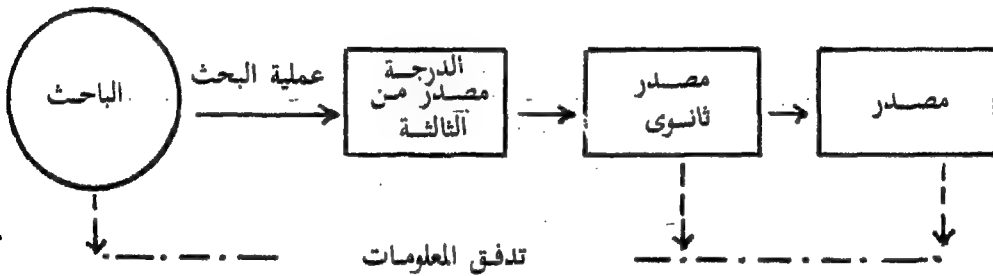 الباحث
عملية البحث
الدرجة
مصدر من
الثالثة
مصدر
ثانوى
مصدر
تدفق المعلومات